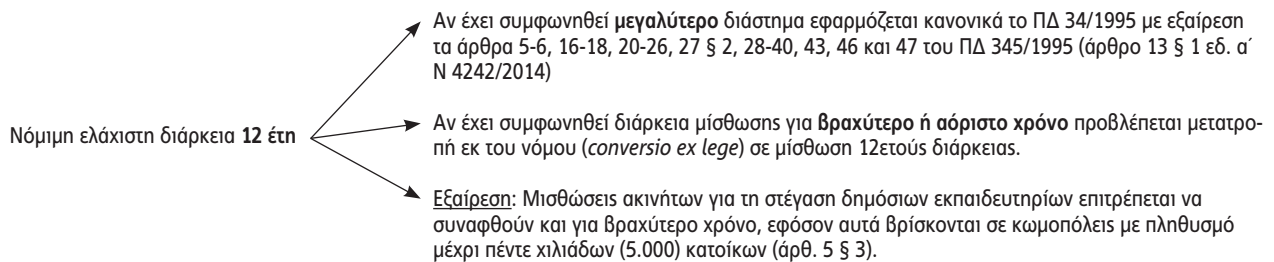 Αν έχει συμφωνηθεί μεγαλύτερο διάστημα εφαρμόζεται κανονικά το ΠΔ 34/1995 με εξαίρεση
τα άρθρα 5-6, 16-18, 20-26, 27 § 2, 28-40, 43, 46 και 47 του ΠΔ 345/1995 (άρθρο 13 § 1 εδ. α΄
Ν 4242/2014)
Νόμιμη ελάχιστη διάρκεια 12 έτη
Αν έχει συμφωνηθεί διάρκεια μίσθωσης για βραχύτερο ή αόριστο χρόνο προβλέπεται μετατρο-
πή εκ του νόμου (conversio ex lege) σε μίσθωση 12ετούς διάρκειας.
Εξαίρεση: Μισθώσεις ακινήτων για τη στέγαση δημόσιων εκπαιδευτηρίων επιτρέπεται να
συναφθούν και για βραχύτερο χρόνο, εφόσον αυτά βρίσκονται σε κωμοπόλεις με πληθυσμό
μέχρι πέντε χιλιάδων (5.000) κατοίκων (άρθ. 5 § 3).